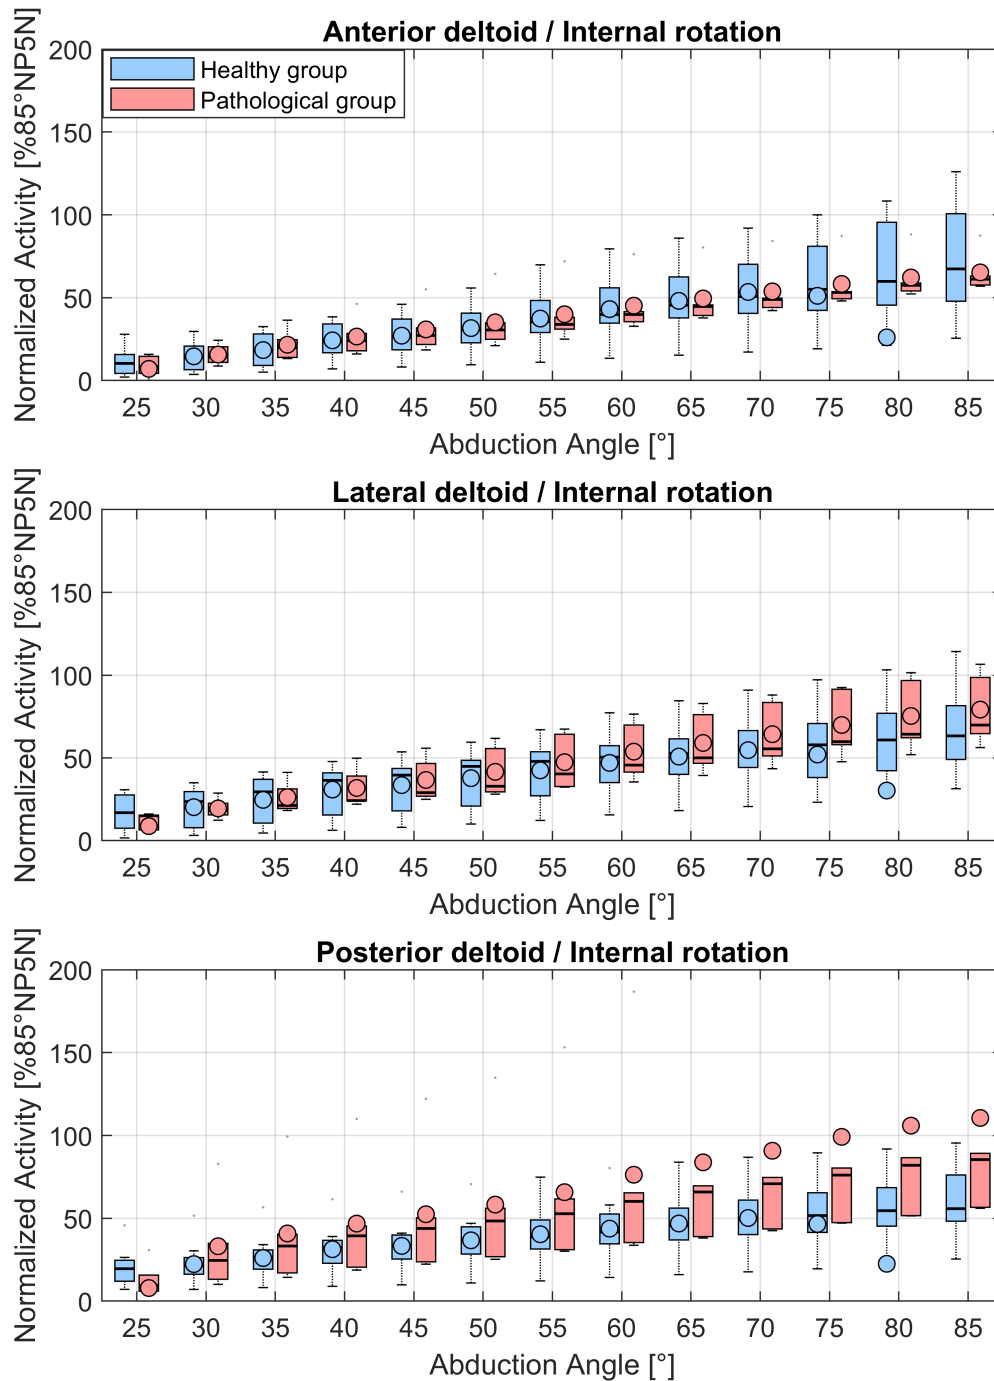 Anterior deltoid / Internal rotation
Normalized Activity [%85°NP5N]
200
150
100
50
0
Healthy group
Pathological group
25 30 35 40 45 50 55 60 65 70 75 80 85
Abduction Angle [°]
Lateral deltoid / Internal rotation
Normalized Activity [%85°NP5N]
200
150
100
50
0
25 30 35 40 45 50 55 60 65 70 75 80 85
Abduction Angle [°]
Posterior deltoid / Internal rotation
Normalized Activity [%85°NP5N]
200
150
100
50
0
25 30 35 40 45 50 55 60 65 70 75 80 85
Abduction Angle [°]